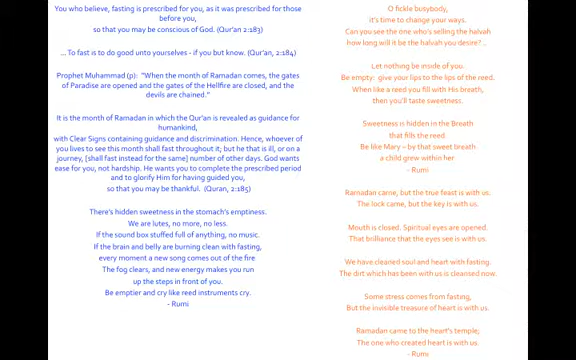 You who believe, fasting is prescribed for you, as it was prescribed for those
before you,
so that you may be conscious of God. (Qur'an 2:183)
... To fast is to do good unto yourselves - if you but know. (Qur'an, 2:184)
Prophet Muhammad (p): "When the month of Ramadan comes, the gates
of Paradise are opened and the gates of the Hellfire are closed, and the
devils are chained."
It is the month of Ramadan in which the Qur'an is revealed as guidance for
humankind,
with Clear Signs containing guidance and discrimination. Hence, whoever of
you lives to see this month shall fast throughout it; but he that is ill, or on a
journey, [shall fast instead for the same] number of other days. God wants
ease for you, not hardship. He wants you to complete the prescribed period
and to glorify Him for having guided you,
so that you may be thankful. (Quran, 2:185)
There's hidden sweetness in the stomach's emptiness.
We are lutes, no more, no less.
If the sound box stuffed full of anything, no music.
If the brain and belly are burning clean with fasting,
every moment a new song comes out of the fire.
The fog clears, and new energy makes you run
up the steps in front of you.
Be emptier and cry like reed instruments cry.
- Rumi
O fickle busybody,
it's time to change your ways.
Can you see the one who's selling the halvah
how long will it be the halvah you desire? ..
Let nothing be inside of you.
Be empty: give your lips to the lips of the reed.
When like a reed you fill with His breath,
then you'll taste sweetness.
Sweetness is hidden in the Breath
that fills the reed.
Be like Mary – by that sweet breath
a child grew within her.
- Rumi
Ramadan came, but the true feast is with us.
The lock came, but the key is with us.
Mouth is closed. Spiritual eyes are opened.
That brilliance that the eyes see is with us.
We have cleaned soul and heart with fasting.
The dirt which has been with us is cleansed now.
Some stress comes from fasting,
But the invisible treasure of heart is with us.
Ramadan came to the heart's temple;
The one who created heart is with us.
- Rumi